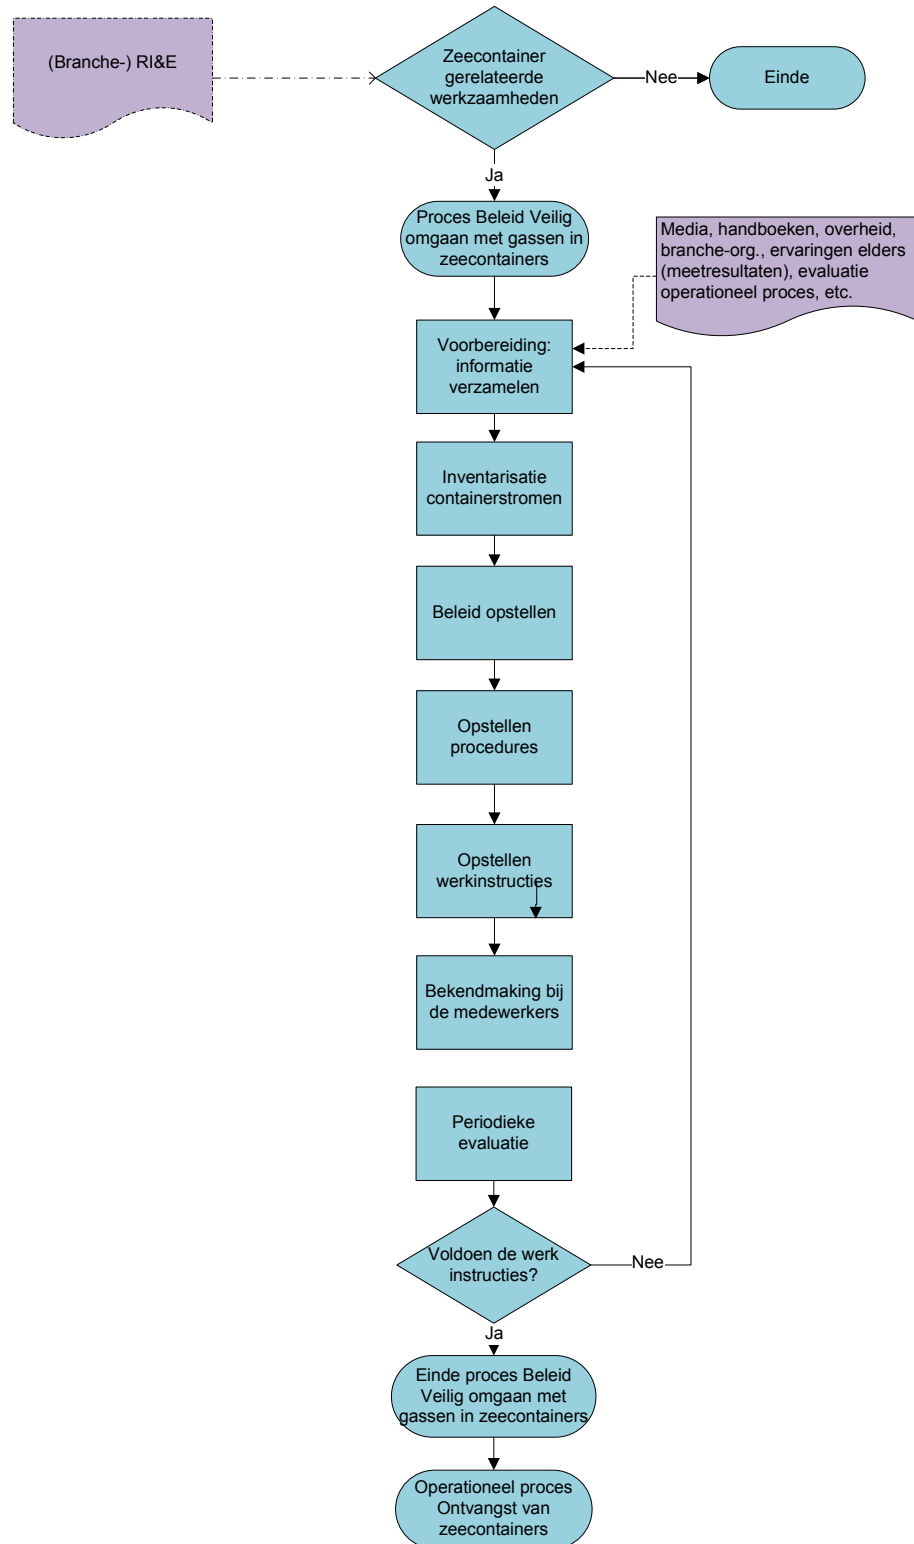 (Branche-) RI&E
Zeecontainer
gerelateerde
werkzaamheden
Nee
Einde
Ja
Proces Beleid Veilig
omgaan met gassen in
zeecontainers
Media, handboeken, overheid,
branche-org., ervaringen elders
(meetresultaten), evaluatie
operationeel proces, etc.
Voorbereiding:
informatie
verzamelen
Inventarisatie
containerstromen
Beleid opstellen
Opstellen
procedures
Opstellen
werkinstructies
Bekendmaking bij
de medewerkers
Periodieke
evaluatie
Voldoen de werk
instructies?
Nee
Ja
Einde proces Beleid
Veilig omgaan met
gassen in zeecontainers
Operationeel proces
Ontvangst van
zeecontainers